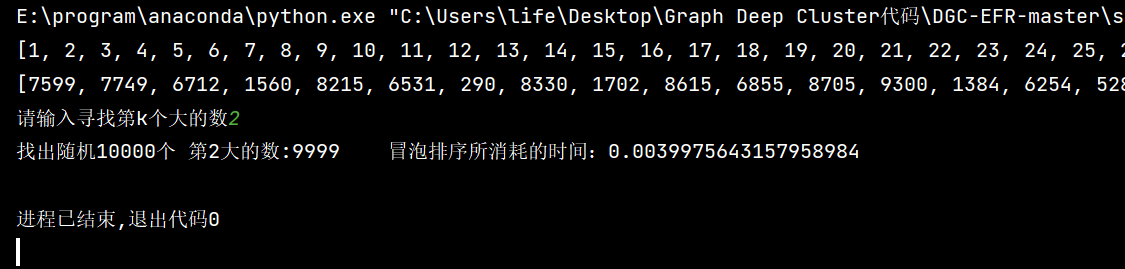 E:\program\anaconda\python.exe "C:\Users\life\Desktop\Graph Deep Cluster代码\DGC-EFR-master\s
[1, 2, 3, 4, 5, 6, 7, 8, 9, 10, 11, 12, 13, 14, 15, 16, 17, 18, 19, 20, 21, 22, 23, 24, 25, 2
[7599, 7749, 6712, 1560, 8215, 6531, 290, 8330, 1702, 8615, 6855, 8705, 9300, 1384, 6254, 528
请输入寻找第k个大的数2
找出随机10000个 第2大的数:9999    冒泡排序所消耗的时间：0.0039975643157958984
进程已结束,退出代码0